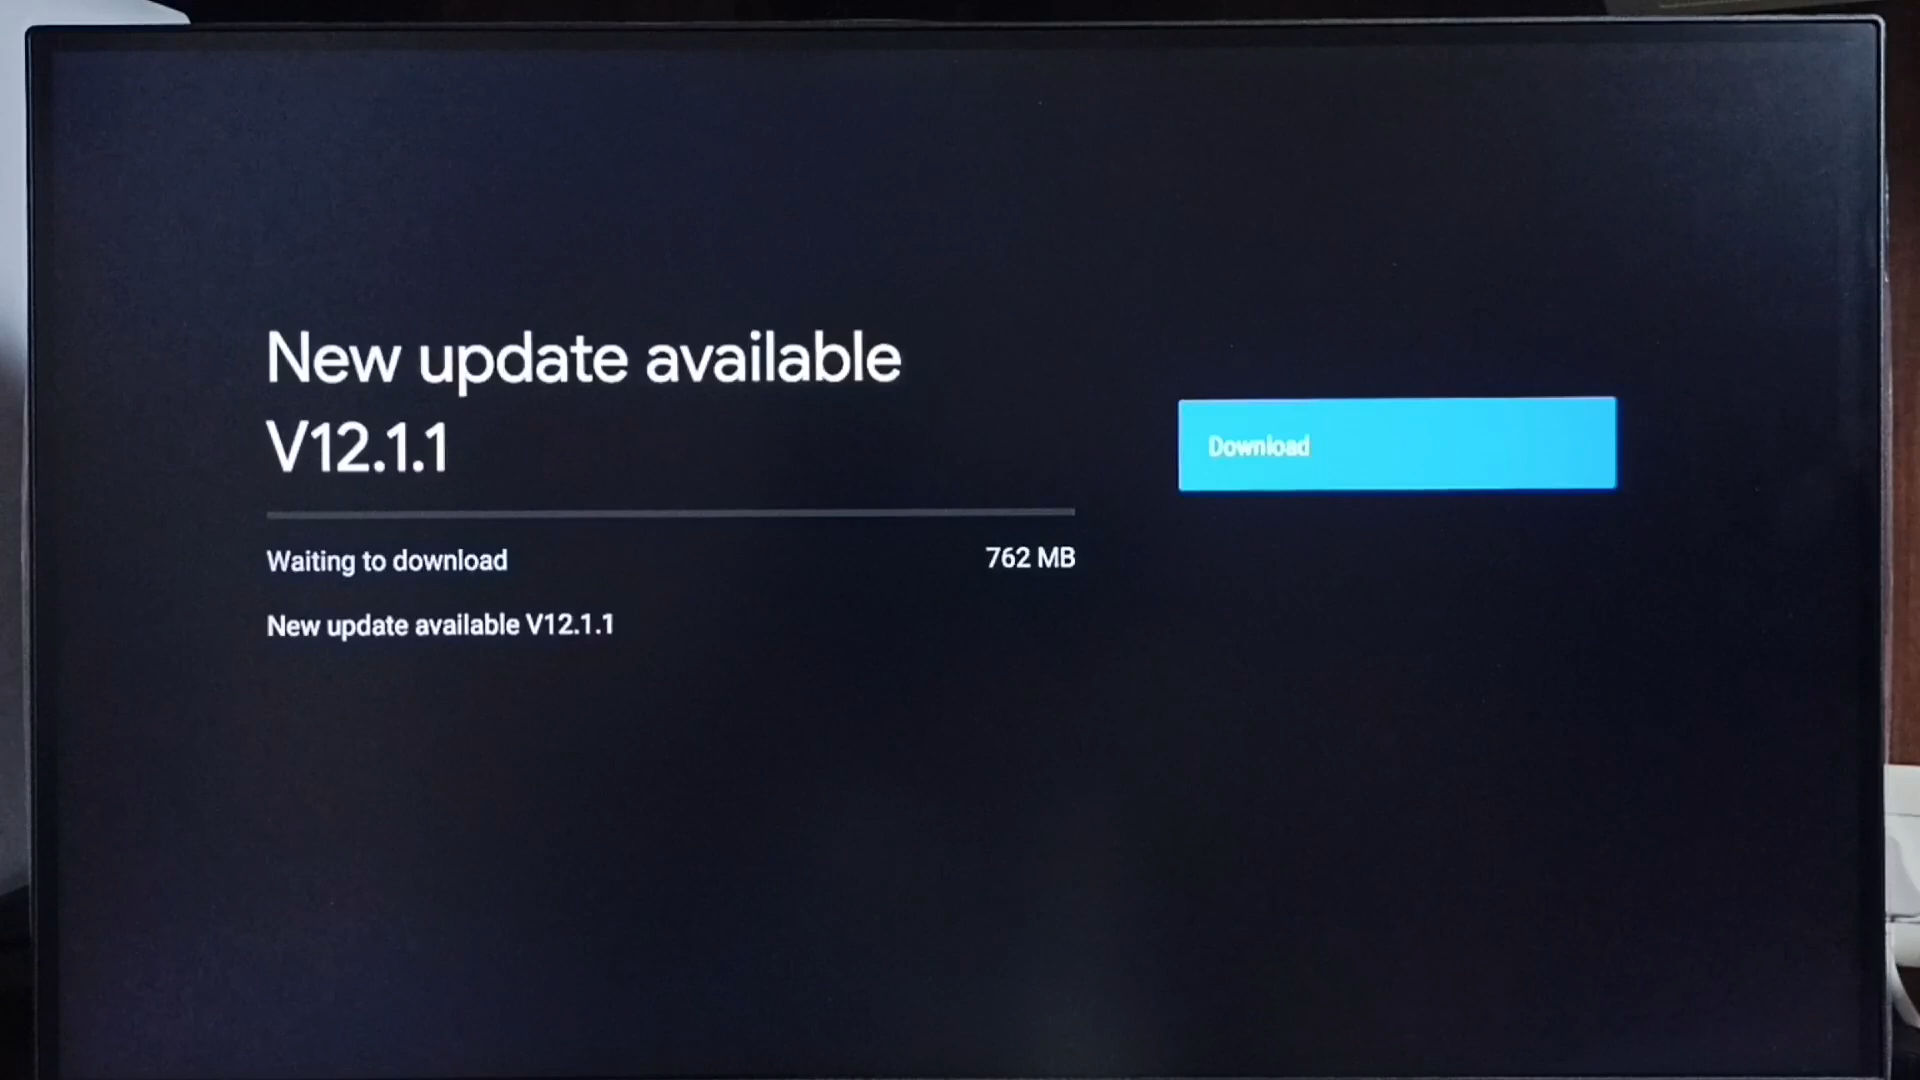 New update available
V12.1.1
Download
Waiting to download 762 MB
New update available V12.1.1